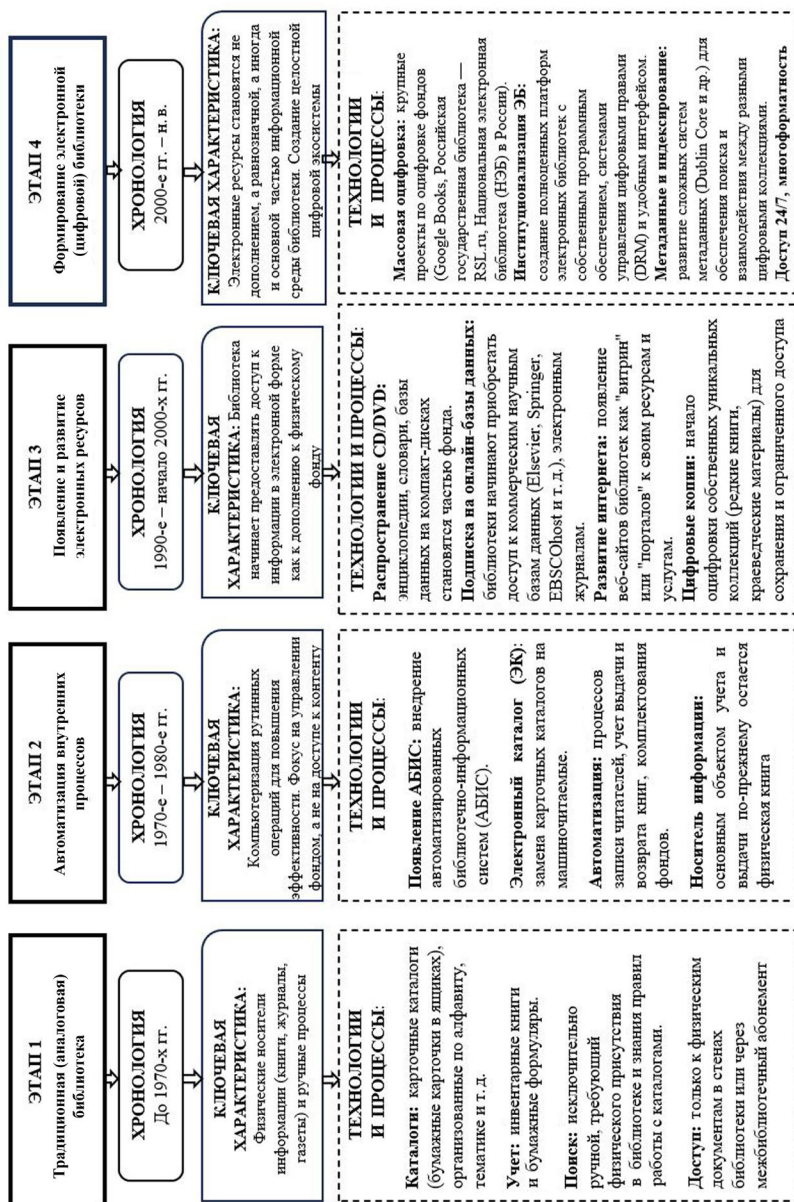 ЭТАП 1
Традиционная (аналоговая)
библиотека
ХРОНОЛОГИЯ
До 1970-х гг.
КЛЮЧЕВАЯ
ХАРАКТЕРИСТИКА:
Физические носители
информации (книги, журналы,
газеты) и ручные процессы
ТЕХНОЛОГИИ
И ПРОЦЕССЫ:
Каталоги: карточные каталоги
(бумажные карточки в ящиках),
организованные по алфавиту,
тематике и т. д.
Учет: инвентарные книги
и бумажные формуляры.
Поиск: исключительно
ручной, требующий
физического присутствия
в библиотеке и знания правил
работы с каталогами.
Доступ: только к физическим
документам в стенах
библиотеки или через
межбиблиотечный абонемент
ЭТАП 2
Автоматизация внутренних
процессов
ХРОНОЛОГИЯ
1970-е – 1980-е гг.
КЛЮЧЕВАЯ
ХАРАКТЕРИСТИКА:
Компьютеризация рутинных
операций для повышения
эффективности. Фокус на управлении
фондом, а не на доступе к контенту
ТЕХНОЛОГИИ
И ПРОЦЕССЫ:
Появление АБИС: внедрение
автоматизированных
библиотечно-информационных
систем (АБИС).
Электронный каталог (ЭК):
замена карточных каталогов на
машиночитаемые.
Автоматизация: процессов
записи читателей, учет выдачи и
возврата книг, комплектования
фондов.
Носитель информации:
основным объектом учета и
выдачи по-прежнему остается
физическая книга
ЭТАП 3
Появление и развитие
электронных ресурсов
ХРОНОЛОГИЯ
1990-е – начало 2000-х гг.
КЛЮЧЕВАЯ
ХАРАКТЕРИСТИКА: Библиотека
начинает предоставлять доступ к
информации в электронной форме
как к дополнению к физическому
фонду
ТЕХНОЛОГИИ И ПРОЦЕССЫ:
Распространение CD/DVD:
энциклопедии, словари, базы
данных на компакт-дисках
становятся частью фонда.
Подписка на онлайн-базы данных:
библиотеки начинают приобретать
доступ к коммерческим научным
базам данных (Elsevier, Springer,
EBSCOhost и т. д.), электронным
журналам.
Развитие интернета: появление
веб-сайтов библиотек как "витрин"
или "порталов" к своим ресурсам и
услугам.
Цифровые копии: начало
оцифровки собственных уникальных
коллекций (редкие книги,
краеведческие материалы) для
сохранения и ограниченного доступа
ЭТАП 4
Формирование электронной
(цифровой) библиотеки
ХРОНОЛОГИЯ
2000-е гг. – н.в.
КЛЮЧЕВАЯ ХАРАКТЕРИСТИКА:
Электронные ресурсы становятся не
дополнением, а равнозначной, а иногда
и основной частью информационной
среды библиотеки. Создание целостной
цифровой экосистемы
ТЕХНОЛОГИИ
И ПРОЦЕССЫ:
Массовая оцифровка: крупные
проекты по оцифровке фондов
(Google Books, Российская
государственная библиотека —
RSL.ru, Национальная электронная
библиотека (НЭБ) в России).
Институционализация ЭБ:
создание полноценных платформ
электронных библиотек с
собственным программным
обеспечением, системами
управления цифровыми правами
(DRM) и удобным интерфейсом.
Метаданные и индексирование:
развитие сложных систем
метаданных (Dublin Core и др.) для
обеспечения поиска и
взаимодействия между разными
цифровыми коллекциями.
Доступ 24/7, многоформатность